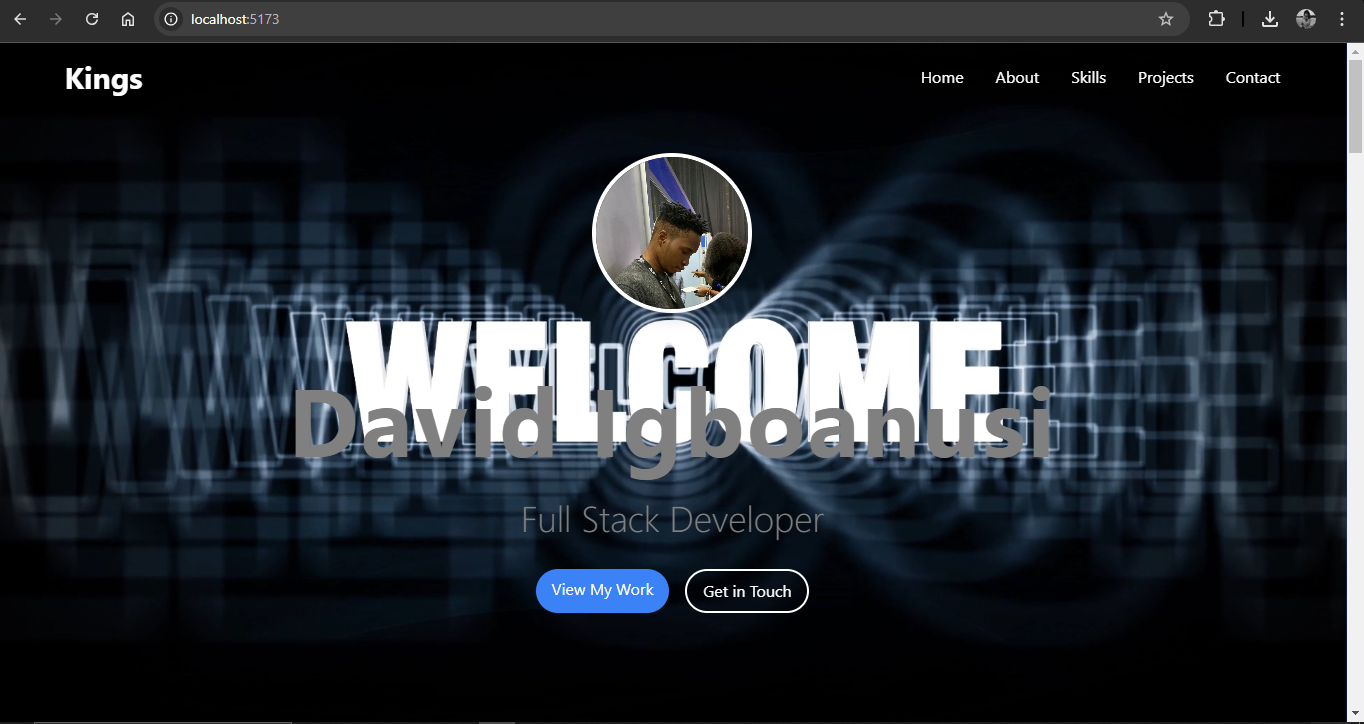 localhost:5173
Kings
Home About Skills Projects Contact
WELCOME
David Igboanusi
Full Stack Developer
View My Work Get in Touch